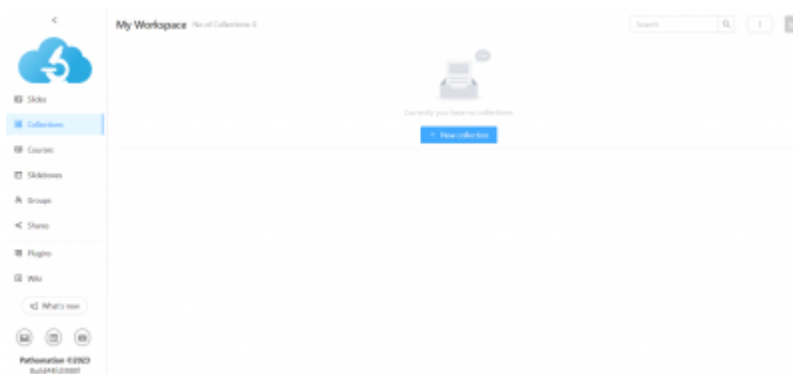 My Workspace No of Collections: 0
Search
Slides
Collections
Courses
Slideboxes
Groups
Shares
Plugins
Wiki
What's new
Currently you have no collections.
+ New collection
Pathomation ©2023